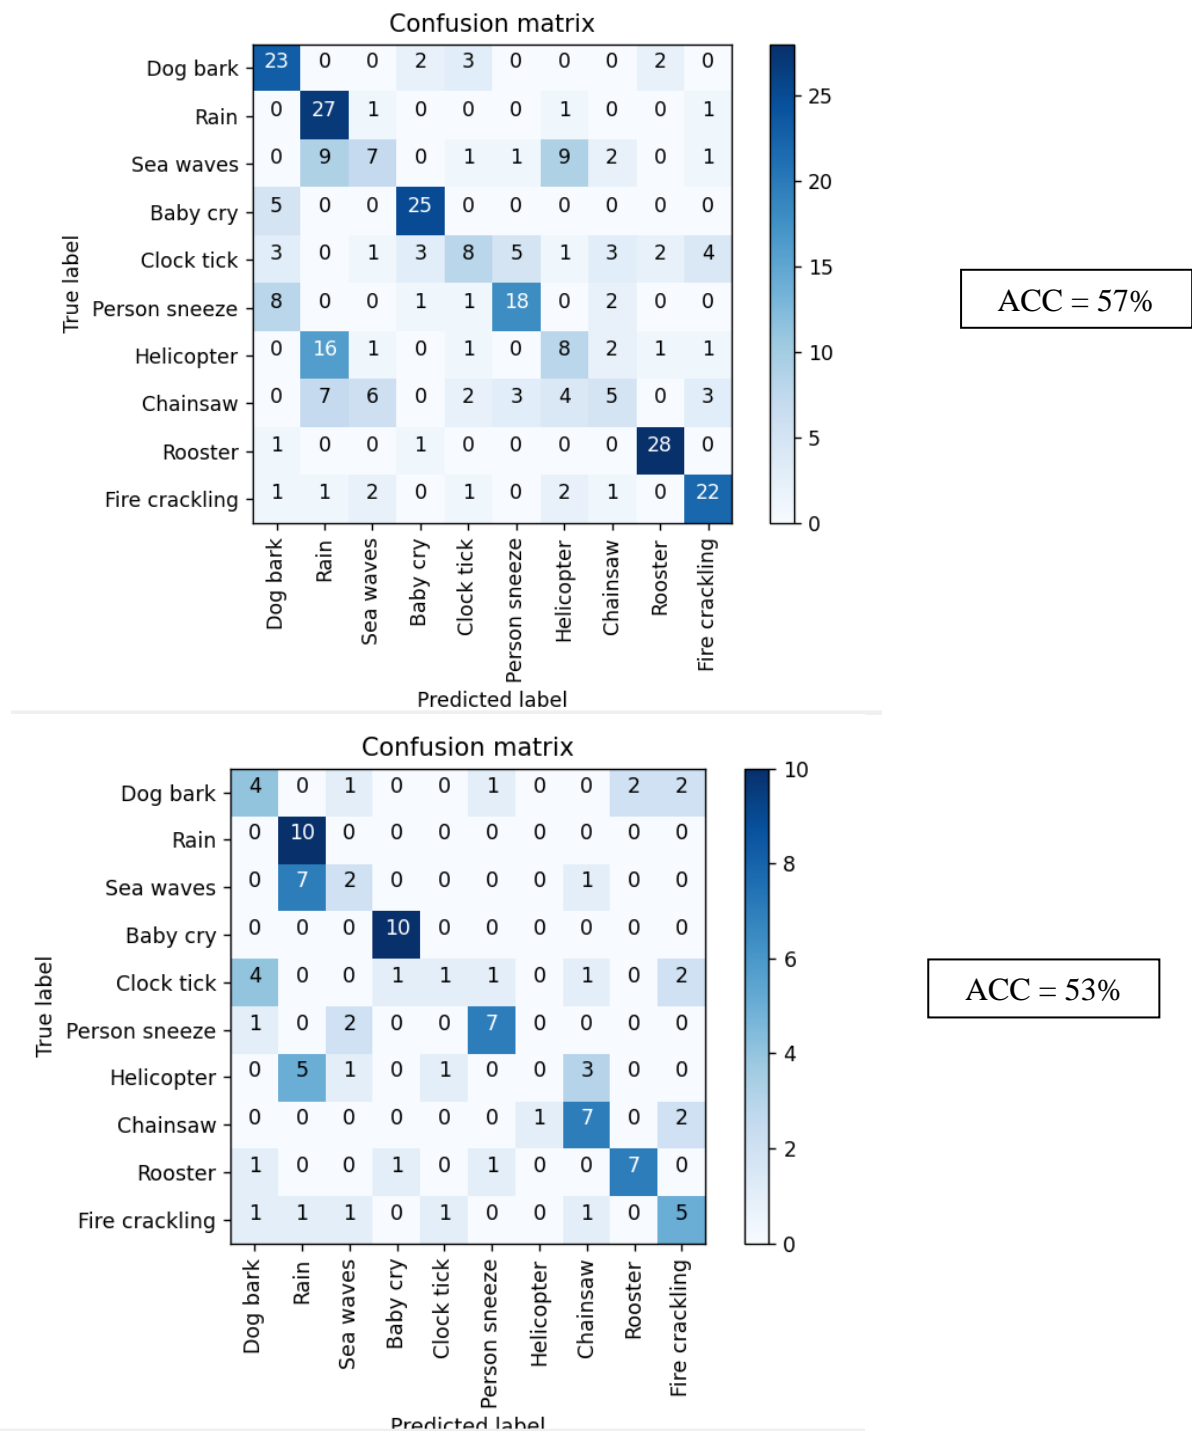 Confusion matrix
Dog bark 23 0 0 2 3 0 0 0 2 0
Rain 0 27 1 0 0 0 1 0 0 1
Sea waves 0 9 7 0 1 1 9 2 0 1
Baby cry 5 0 0 25 0 0 0 0 0 0
Clock tick 3 0 1 3 8 5 1 3 2 4
Person sneeze 8 0 0 1 1 18 0 2 0 0
Helicopter 0 16 1 0 1 0 8 2 1 1
Chainsaw 0 7 6 0 2 3 4 5 0 3
Rooster 1 0 0 1 0 0 0 0 28 0
Fire crackling 1 1 2 0 1 0 2 1 0 22
True label
Dog bark
Rain
Sea waves
Baby cry
Clock tick
Person sneeze
Helicopter
Chainsaw
Rooster
Fire crackling
Predicted label
25
20
15
10
5
0
ACC = 57%
Confusion matrix
Dog bark 4 0 1 0 0 1 0 0 2 2
Rain 0 10 0 0 0 0 0 0 0 0
Sea waves 0 7 2 0 0 0 0 1 0 0
Baby cry 0 0 0 10 0 0 0 0 0 0
Clock tick 4 0 0 1 1 1 0 1 0 2
Person sneeze 1 0 2 0 0 7 0 0 0 0
Helicopter 0 5 1 0 1 0 0 3 0 0
Chainsaw 0 0 0 0 0 0 1 7 0 2
Rooster 1 0 0 1 0 1 0 0 7 0
Fire crackling 1 1 1 0 1 0 0 1 0 5
True label
Dog bark
Rain
Sea waves
Baby cry
Clock tick
Person sneeze
Helicopter
Chainsaw
Rooster
Fire crackling
Predicted label
10
8
6
4
2
0
ACC = 53%